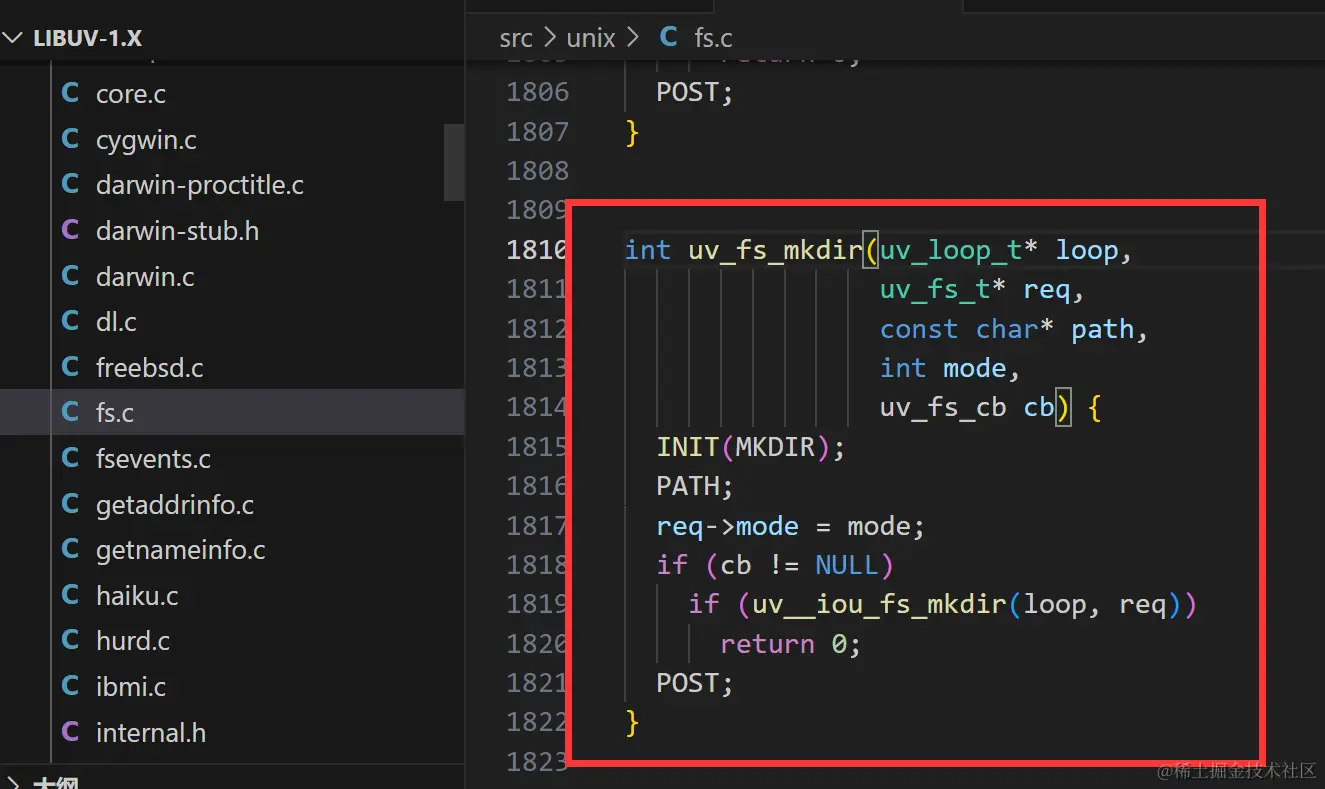 LIBUV-1.X
core.c
cygwin.c
darwin-proctitle.c
darwin-stub.h
darwin.c
dl.c
freebsd.c
fs.c
fsevents.c
getaddrinfo.c
getnameinfo.c
haiku.c
hurd.c
ibmi.c
internal.h
大纲
src > unix > C fs.c
1806 POST;
1807 }
1808
1809
1810 int uv_fs_mkdir(uv_loop_t* loop,
1811 uv_fs_t* req,
1812 const char* path,
1813 int mode,
1814 uv_fs_cb cb) {
1815 INIT(MKDIR);
1816 PATH;
1817 req->mode = mode;
1818 if (cb != NULL)
1819 if (uv__iou_fs_mkdir(loop, req))
1820 return 0;
1821 POST;
1822 }
1823
@稀土掘金技术社区